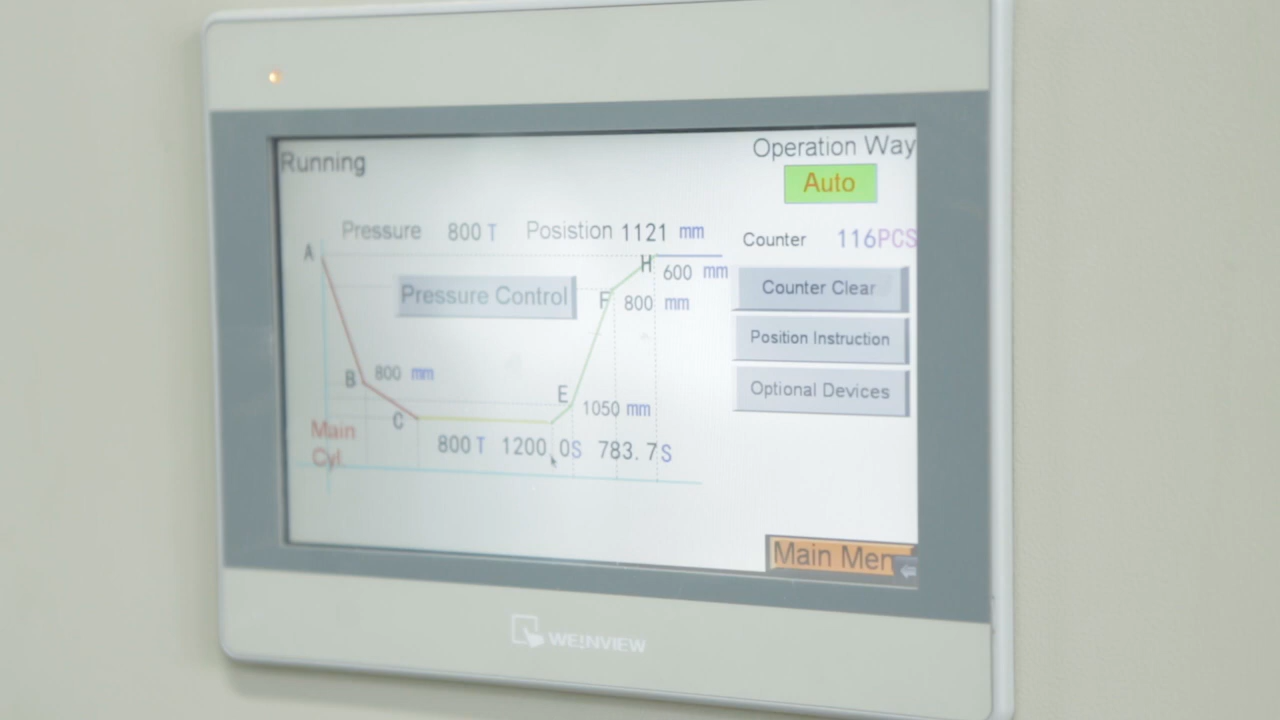 Running
Operation Way
Auto
Pressure 800 T Posistion 1121 mm
Counter 116PCS
A
H
600 mm
Counter Clear
Pressure Control
F 800 mm
Position Instruction
B 800 mm
E
Optional Devices
1050 mm
C
Main
Cyl
800 T 1200.0S 783.7S
Main Men
WEINVIEW